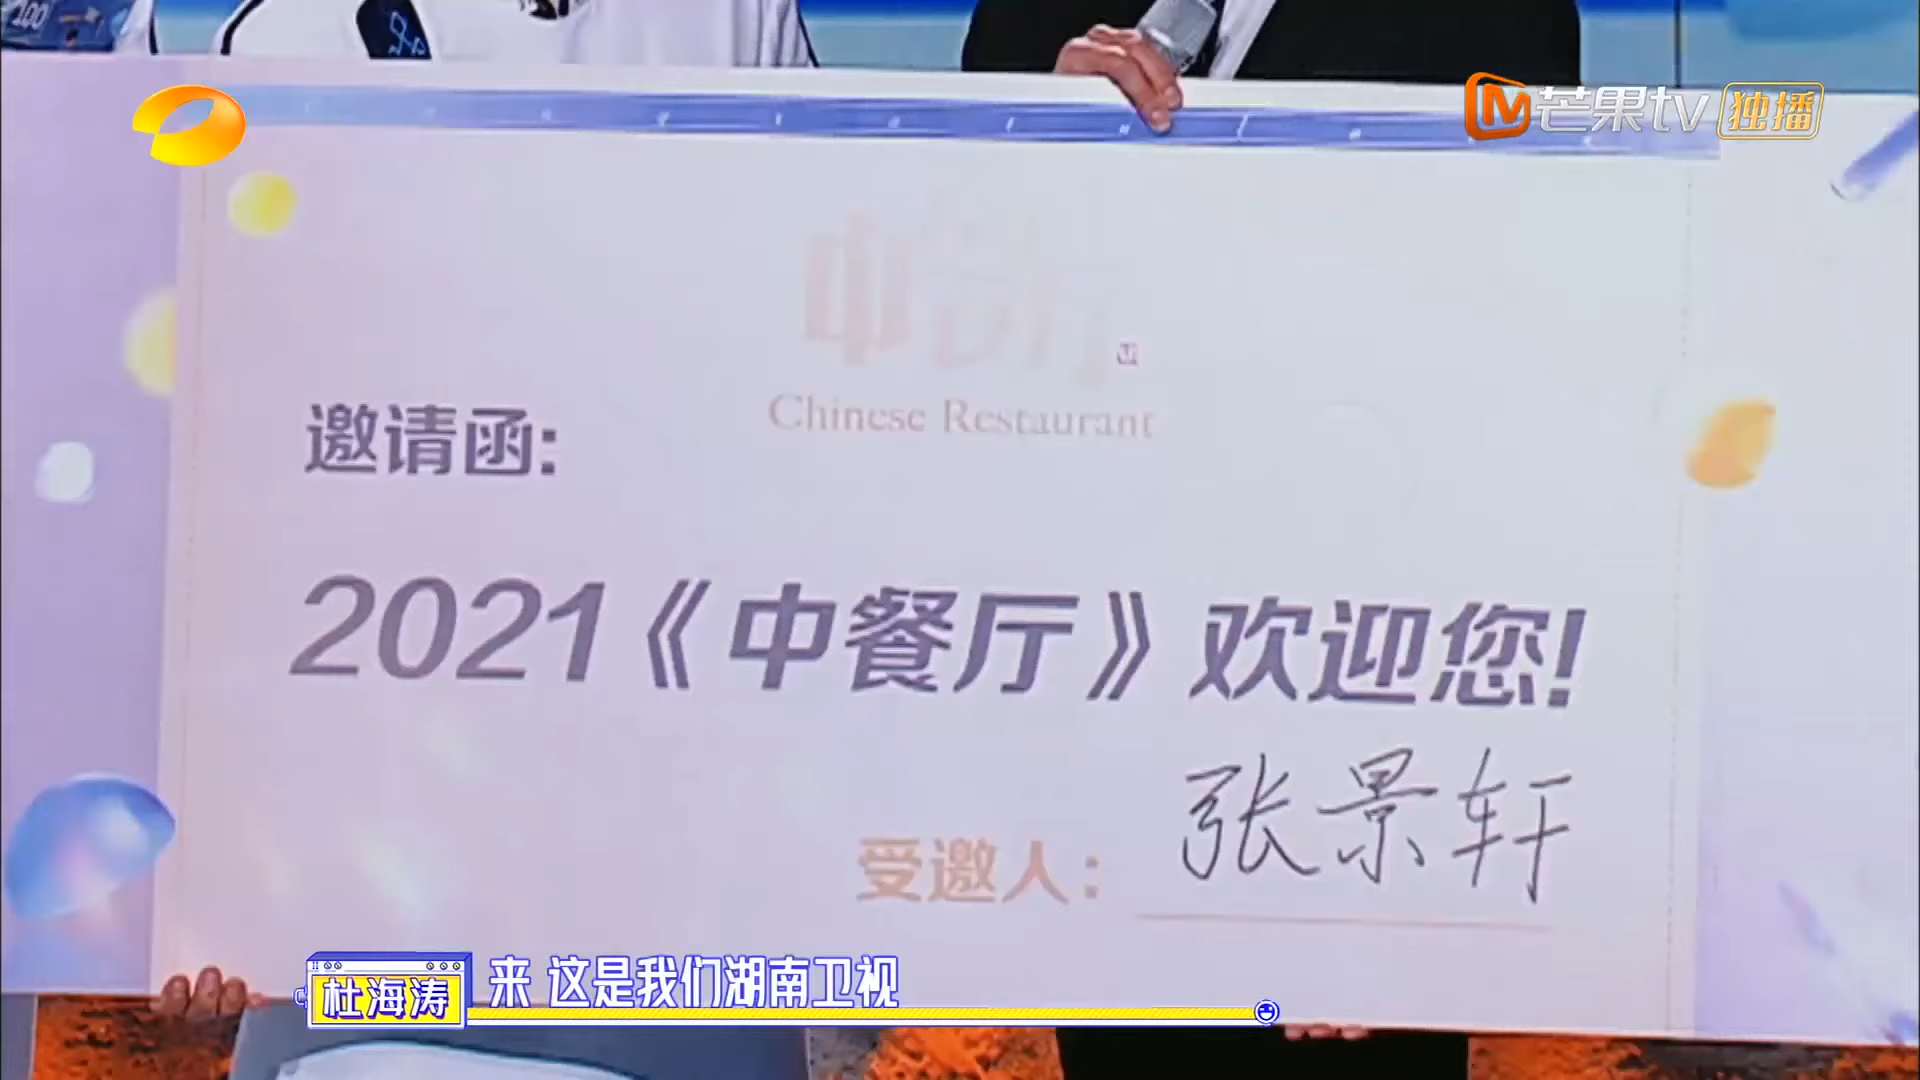 100
芒果tv 独播
中餐厅
Chinese Restaurant
邀请函:
2021《中餐厅》欢迎您!
受邀人: 张景轩
杜海涛 来 这是我们湖南卫视